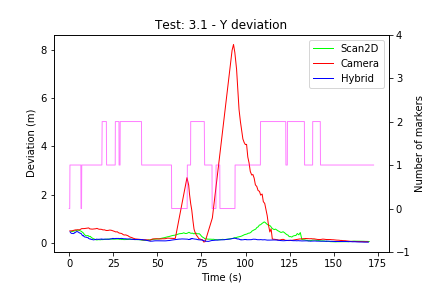 Test: 3.1 - Y deviation
Scan2D
Camera
Hybrid
Deviation (m)
8
6
4
2
0
Number of markers
4
3
2
1
0
−1
0
25
50
75
100
125
150
175
Time (s)